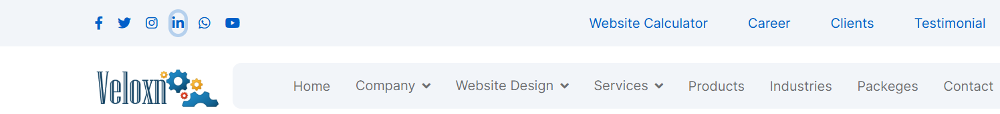 Website Calculator Career Clients Testimonial
Veloxn
Home Company Website Design Services Products Industries Packeges Contact